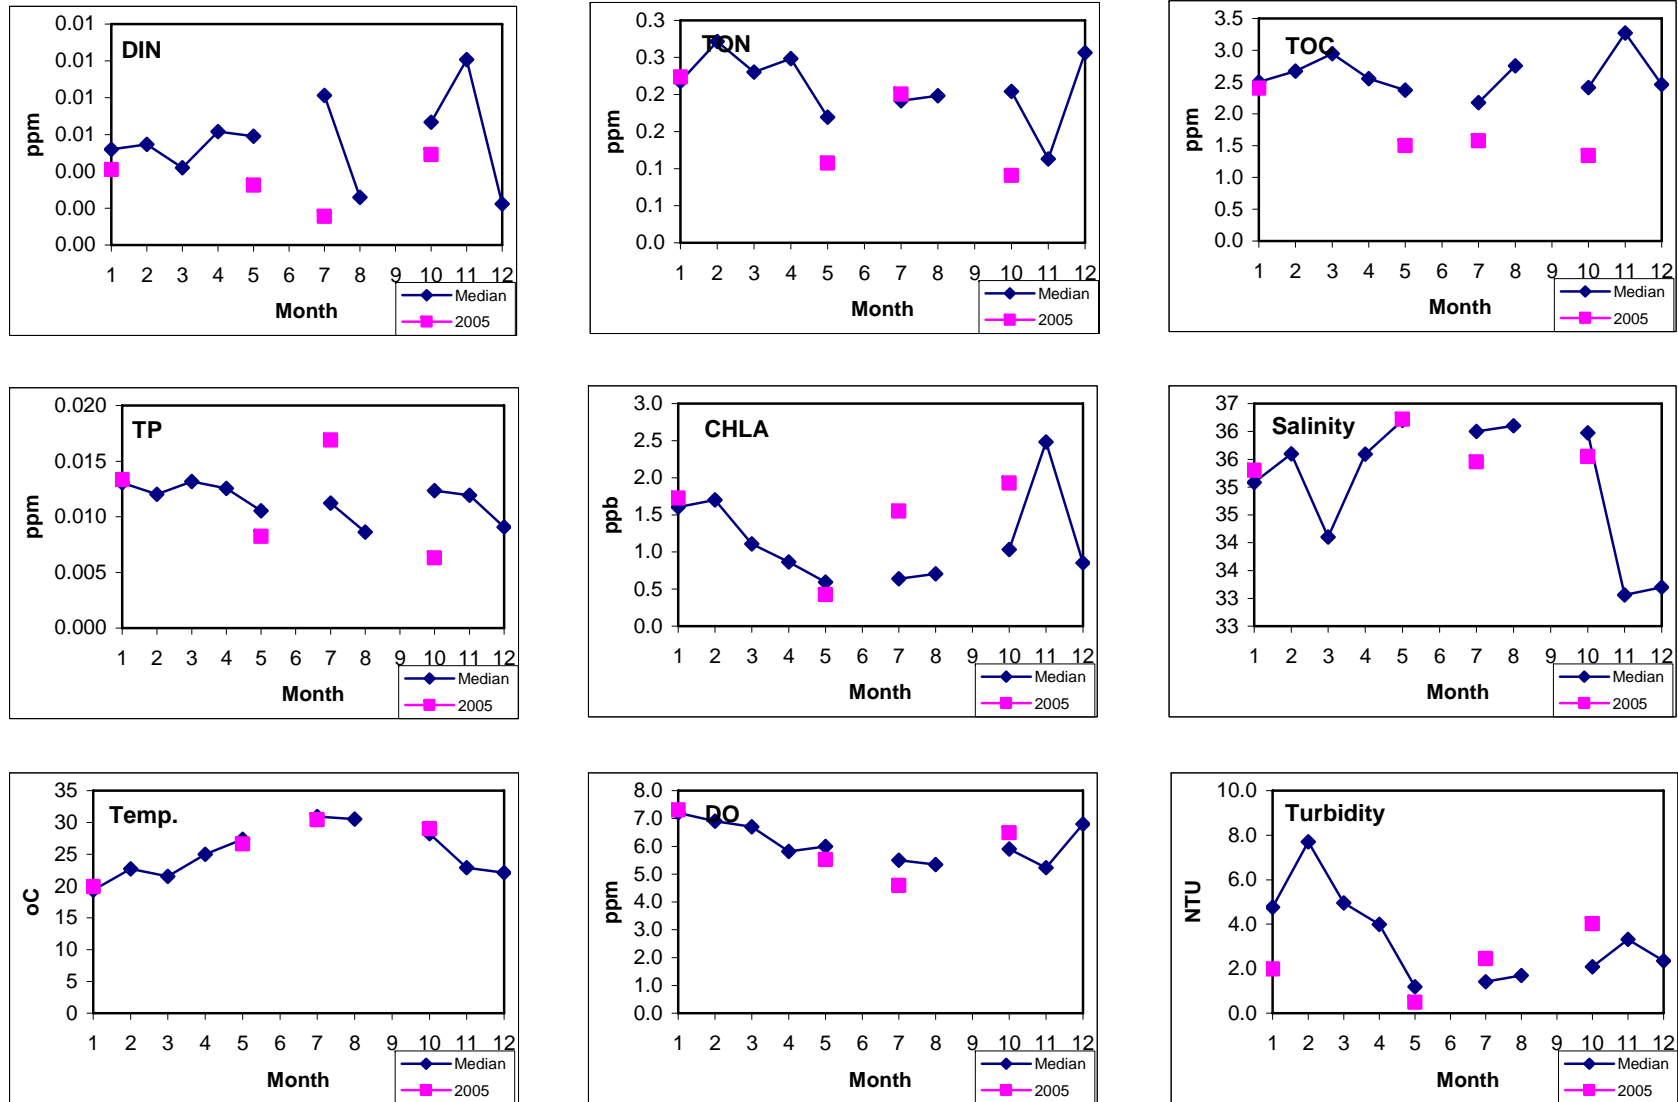 DIN
ppm
0.01
0.01
0.01
0.01
0.00
0.00
0.00
1 2 3 4 5 6 7 8 9 10 11 12
Month
Median
2005
TON
ppm
0.3
0.3
0.2
0.2
0.1
0.1
0.0
1 2 3 4 5 6 7 8 9 10 11 12
Month
Median
2005
TOC
ppm
3.5
3.0
2.5
2.0
1.5
1.0
0.5
0.0
1 2 3 4 5 6 7 8 9 10 11 12
Month
Median
2005
TP
ppm
0.020
0.015
0.010
0.005
0.000
1 2 3 4 5 6 7 8 9 10 11 12
Month
Median
2005
CHLA
ppb
3.0
2.5
2.0
1.5
1.0
0.5
0.0
1 2 3 4 5 6 7 8 9 10 11 12
Month
Median
2005
Salinity
37
36
36
35
35
34
34
33
33
1 2 3 4 5 6 7 8 9 10 11 12
Month
Median
2005
Temp.
oC
35
30
25
20
15
10
5
0
1 2 3 4 5 6 7 8 9 10 11 12
Month
Median
2005
DO
ppm
8.0
7.0
6.0
5.0
4.0
3.0
2.0
1.0
0.0
1 2 3 4 5 6 7 8 9 10 11 12
Month
Median
2005
Turbidity
NTU
10.0
8.0
6.0
4.0
2.0
0.0
1 2 3 4 5 6 7 8 9 10 11 12
Month
Median
2005